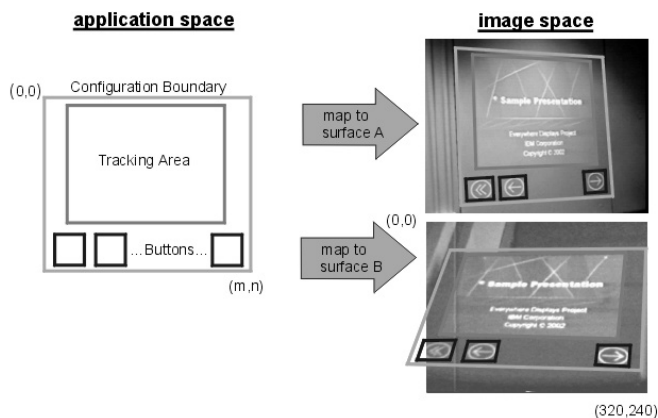 application space
image space
Configuration Boundary
(0,0)
Tracking Area
...Buttons...
(m,n)
map to
surface A
* Sample Presentation
Everywhere Displays Project
IBM Corporation
Copyright © 2002
(0,0)
map to
surface B
* Sample Presentation
Everywhere Displays Project
IBM Corporation
Copyright © 2002
(320,240)